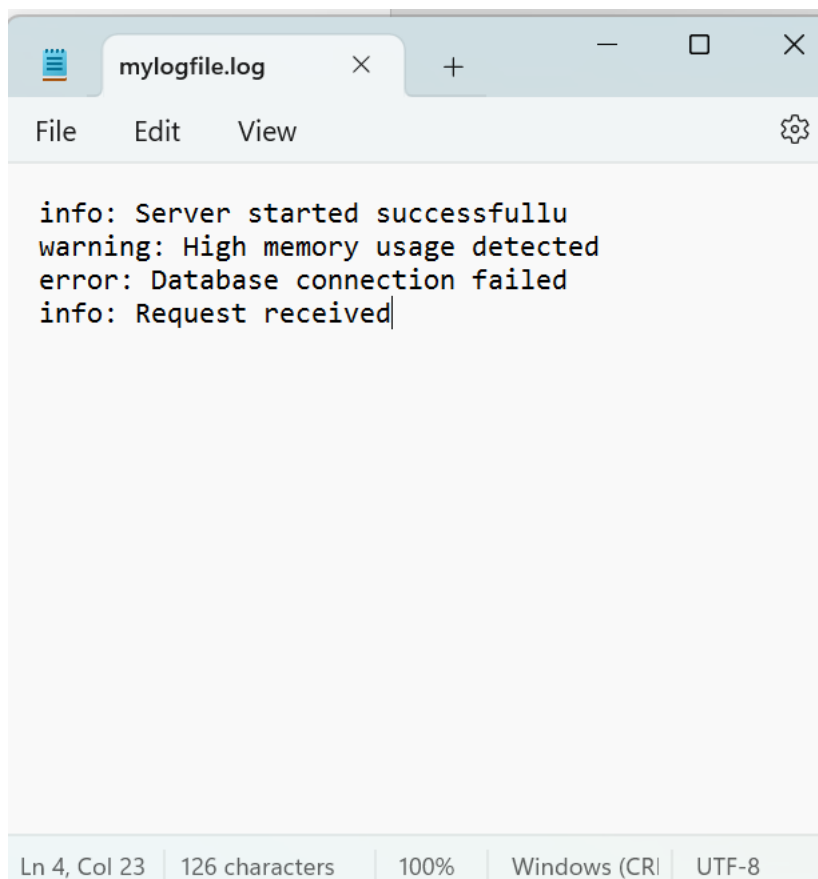 mylogfile.log
File Edit View
info: Server started successfullu
warning: High memory usage detected
error: Database connection failed
info: Request received
Ln 4, Col 23 126 characters 100% Windows (CRI UTF-8